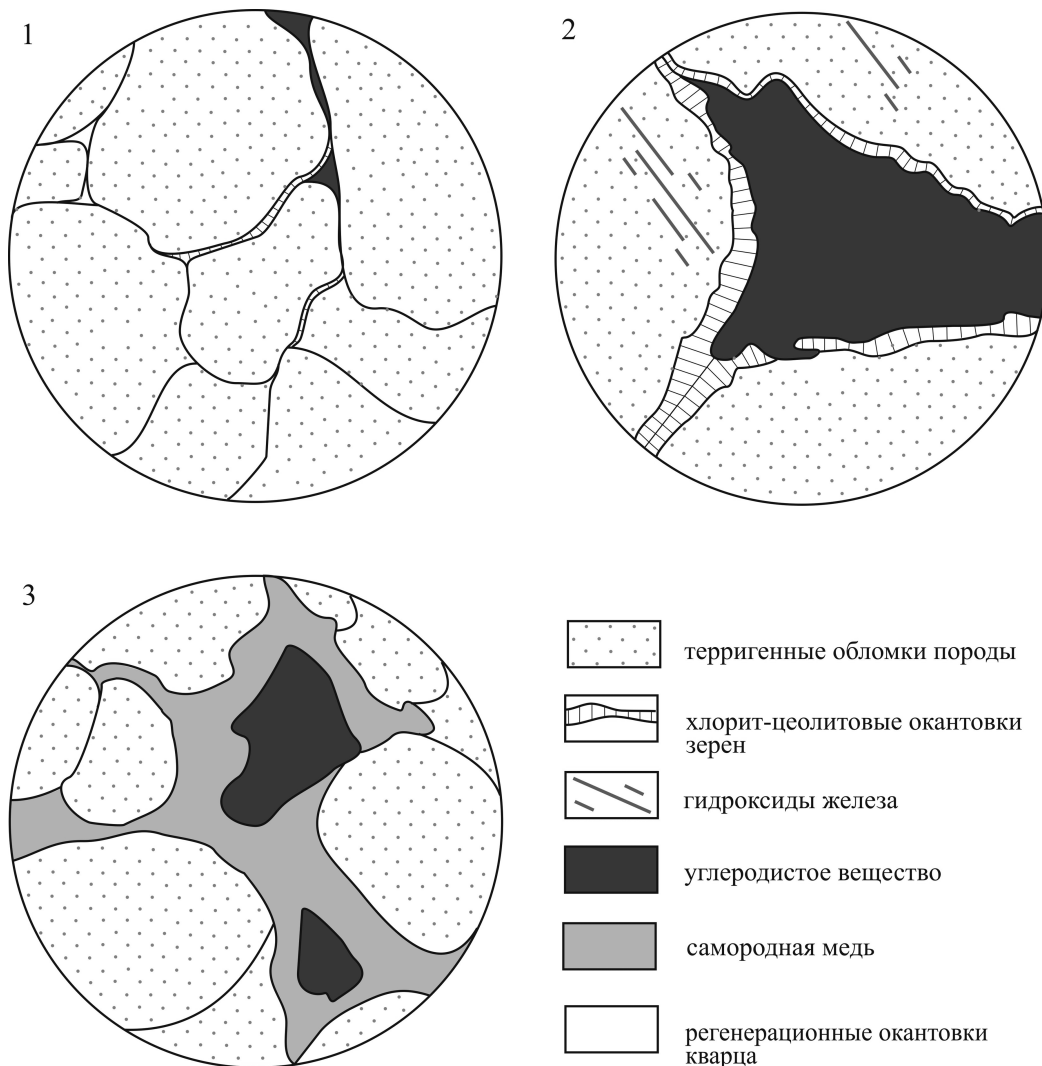 1
2
3
терригенные обломки породы
хлорит-цеолитовые окантовки
зерен
гидроксиды железа
углеродистое вещество
самородная медь
регенерационные окантовки
кварца